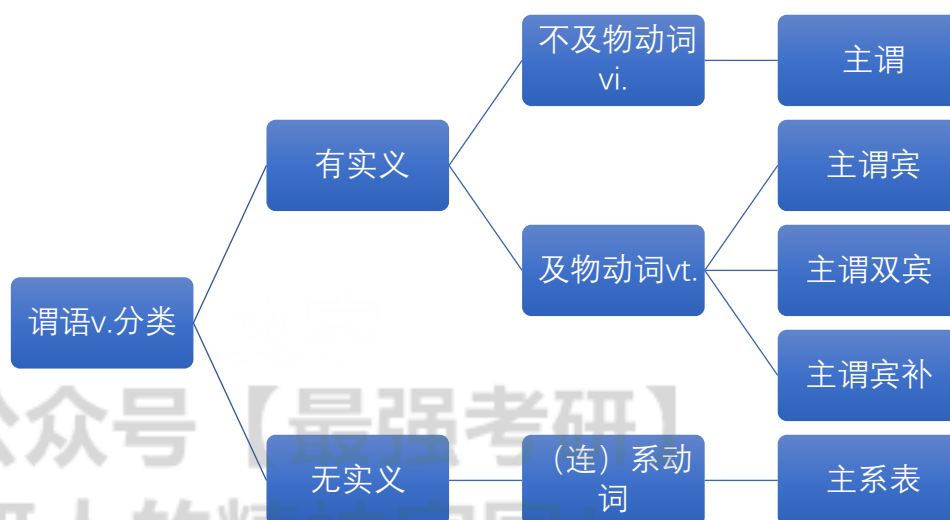 不及物动词
vi.
主谓
有实义
主谓宾
及物动词vt.
主谓双宾
谓语v.分类
主谓宾补
公众号【最强考研】
无实义
（连）系动
词
主系表